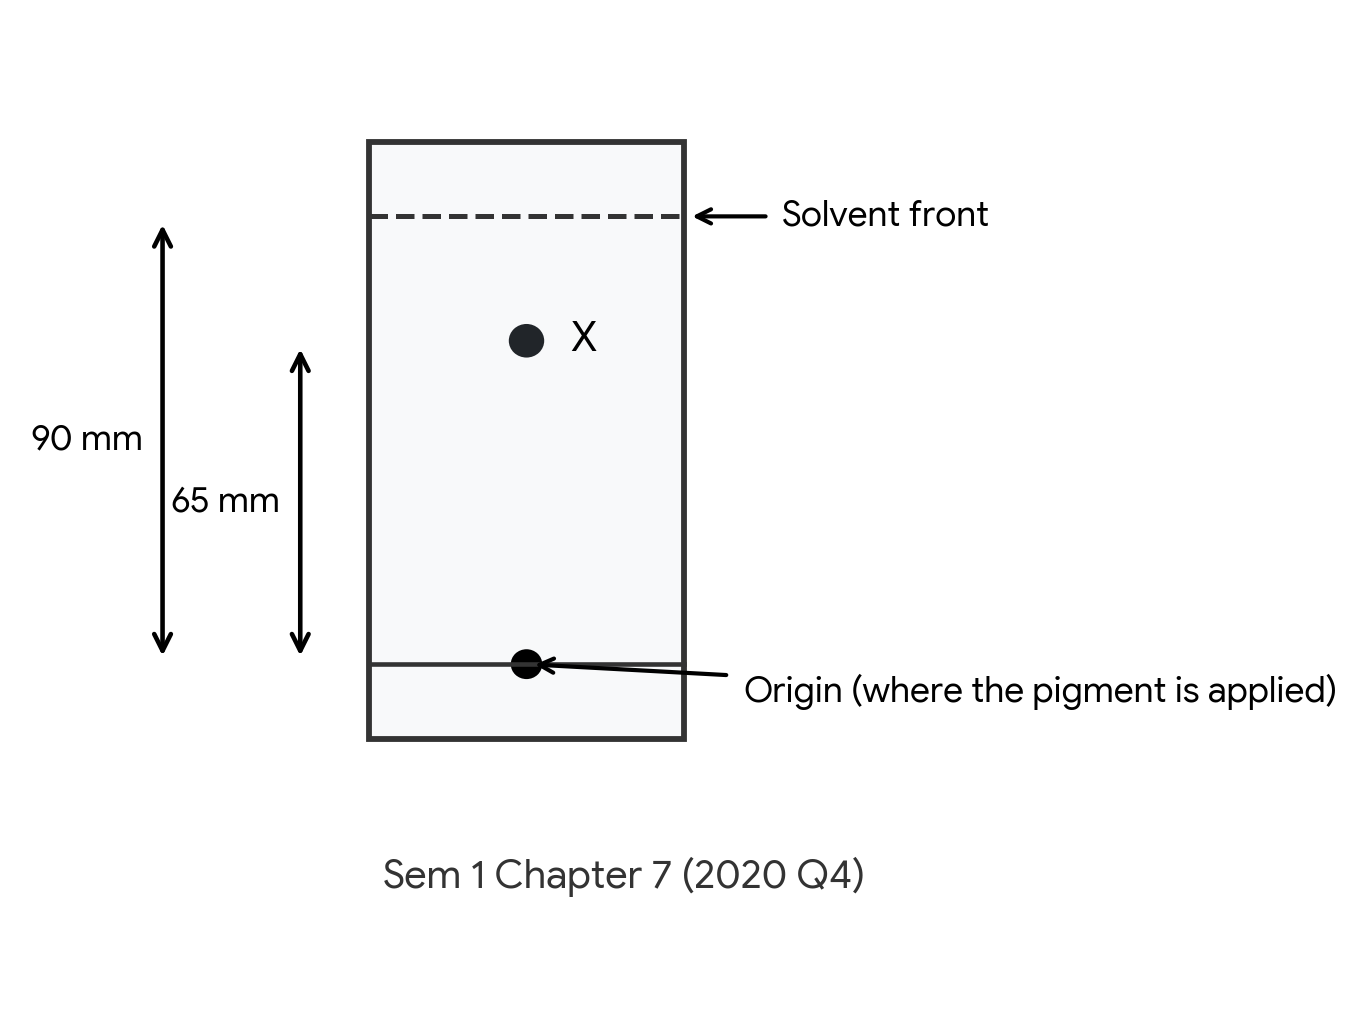 Solvent front
X
90 mm
65 mm
Origin (where the pigment is applied)
Sem 1 Chapter 7 (2020 Q4)